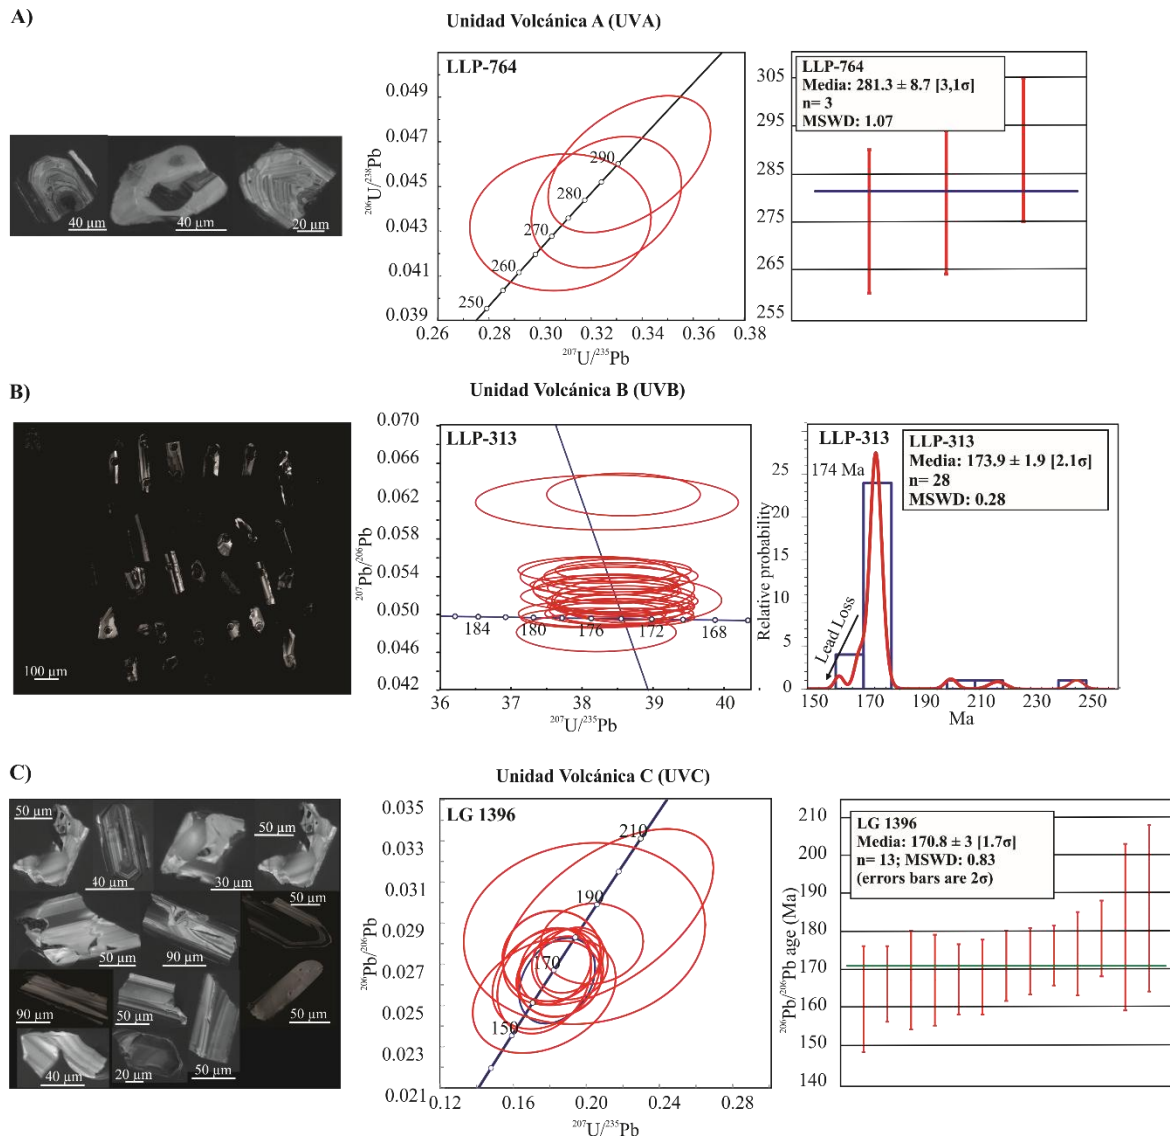 A)
Unidad Volcánica A (UVA)
40 µm
40 µm
20 µm
LLP-764
0.049
0.047
0.045
0.043
0.041
0.039
²⁰⁶U/²³⁸Pb
290
280
270
260
250
0.26
0.30
0.32
0.34
0.36
0.38
²⁰⁷U/²³⁵Pb
LLP-764
Media: 281.3 ± 8.7 [3,1σ]
n= 3
MSWD: 1.07
305
295
285
275
265
255
B)
Unidad Volcánica B (UVB)
100 µm
LLP-313
0.070
0.066
0.062
0.058
0.054
0.050
0.046
0.042
²⁰⁷Pb/²⁰⁶Pb
184
180
176
172
168
36
37
38
39
40
²⁰⁷U/²³⁵Pb
LLP-313
174 Ma
LLP-313
Media: 173.9 ± 1.9 [2.1σ]
n= 28
MSWD: 0.28
Relative probability
25
20
15
10
5
0
Lead Loss
150
170
190
210
230
250
Ma
C)
Unidad Volcánica C (UVC)
50 µm
50 µm
40 µm
30 µm
50 µm
50 µm
90 µm
90 µm
50 µm
50 µm
40 µm
20 µm
50 µm
LG 1396
0.035
0.033
0.031
0.029
0.027
0.025
0.023
0.021
²⁰⁶Pb/²⁰⁶Pb
210
190
170
150
0.12
0.16
0.20
0.24
0.28
²⁰⁷U/²³⁵Pb
LG 1396
Media: 170.8 ± 3 [1.7σ]
n= 13; MSWD: 0.83
(errors bars are 2σ)
²⁰⁶Pb/²⁰⁶Pb age (Ma)
210
200
190
180
170
160
150
140